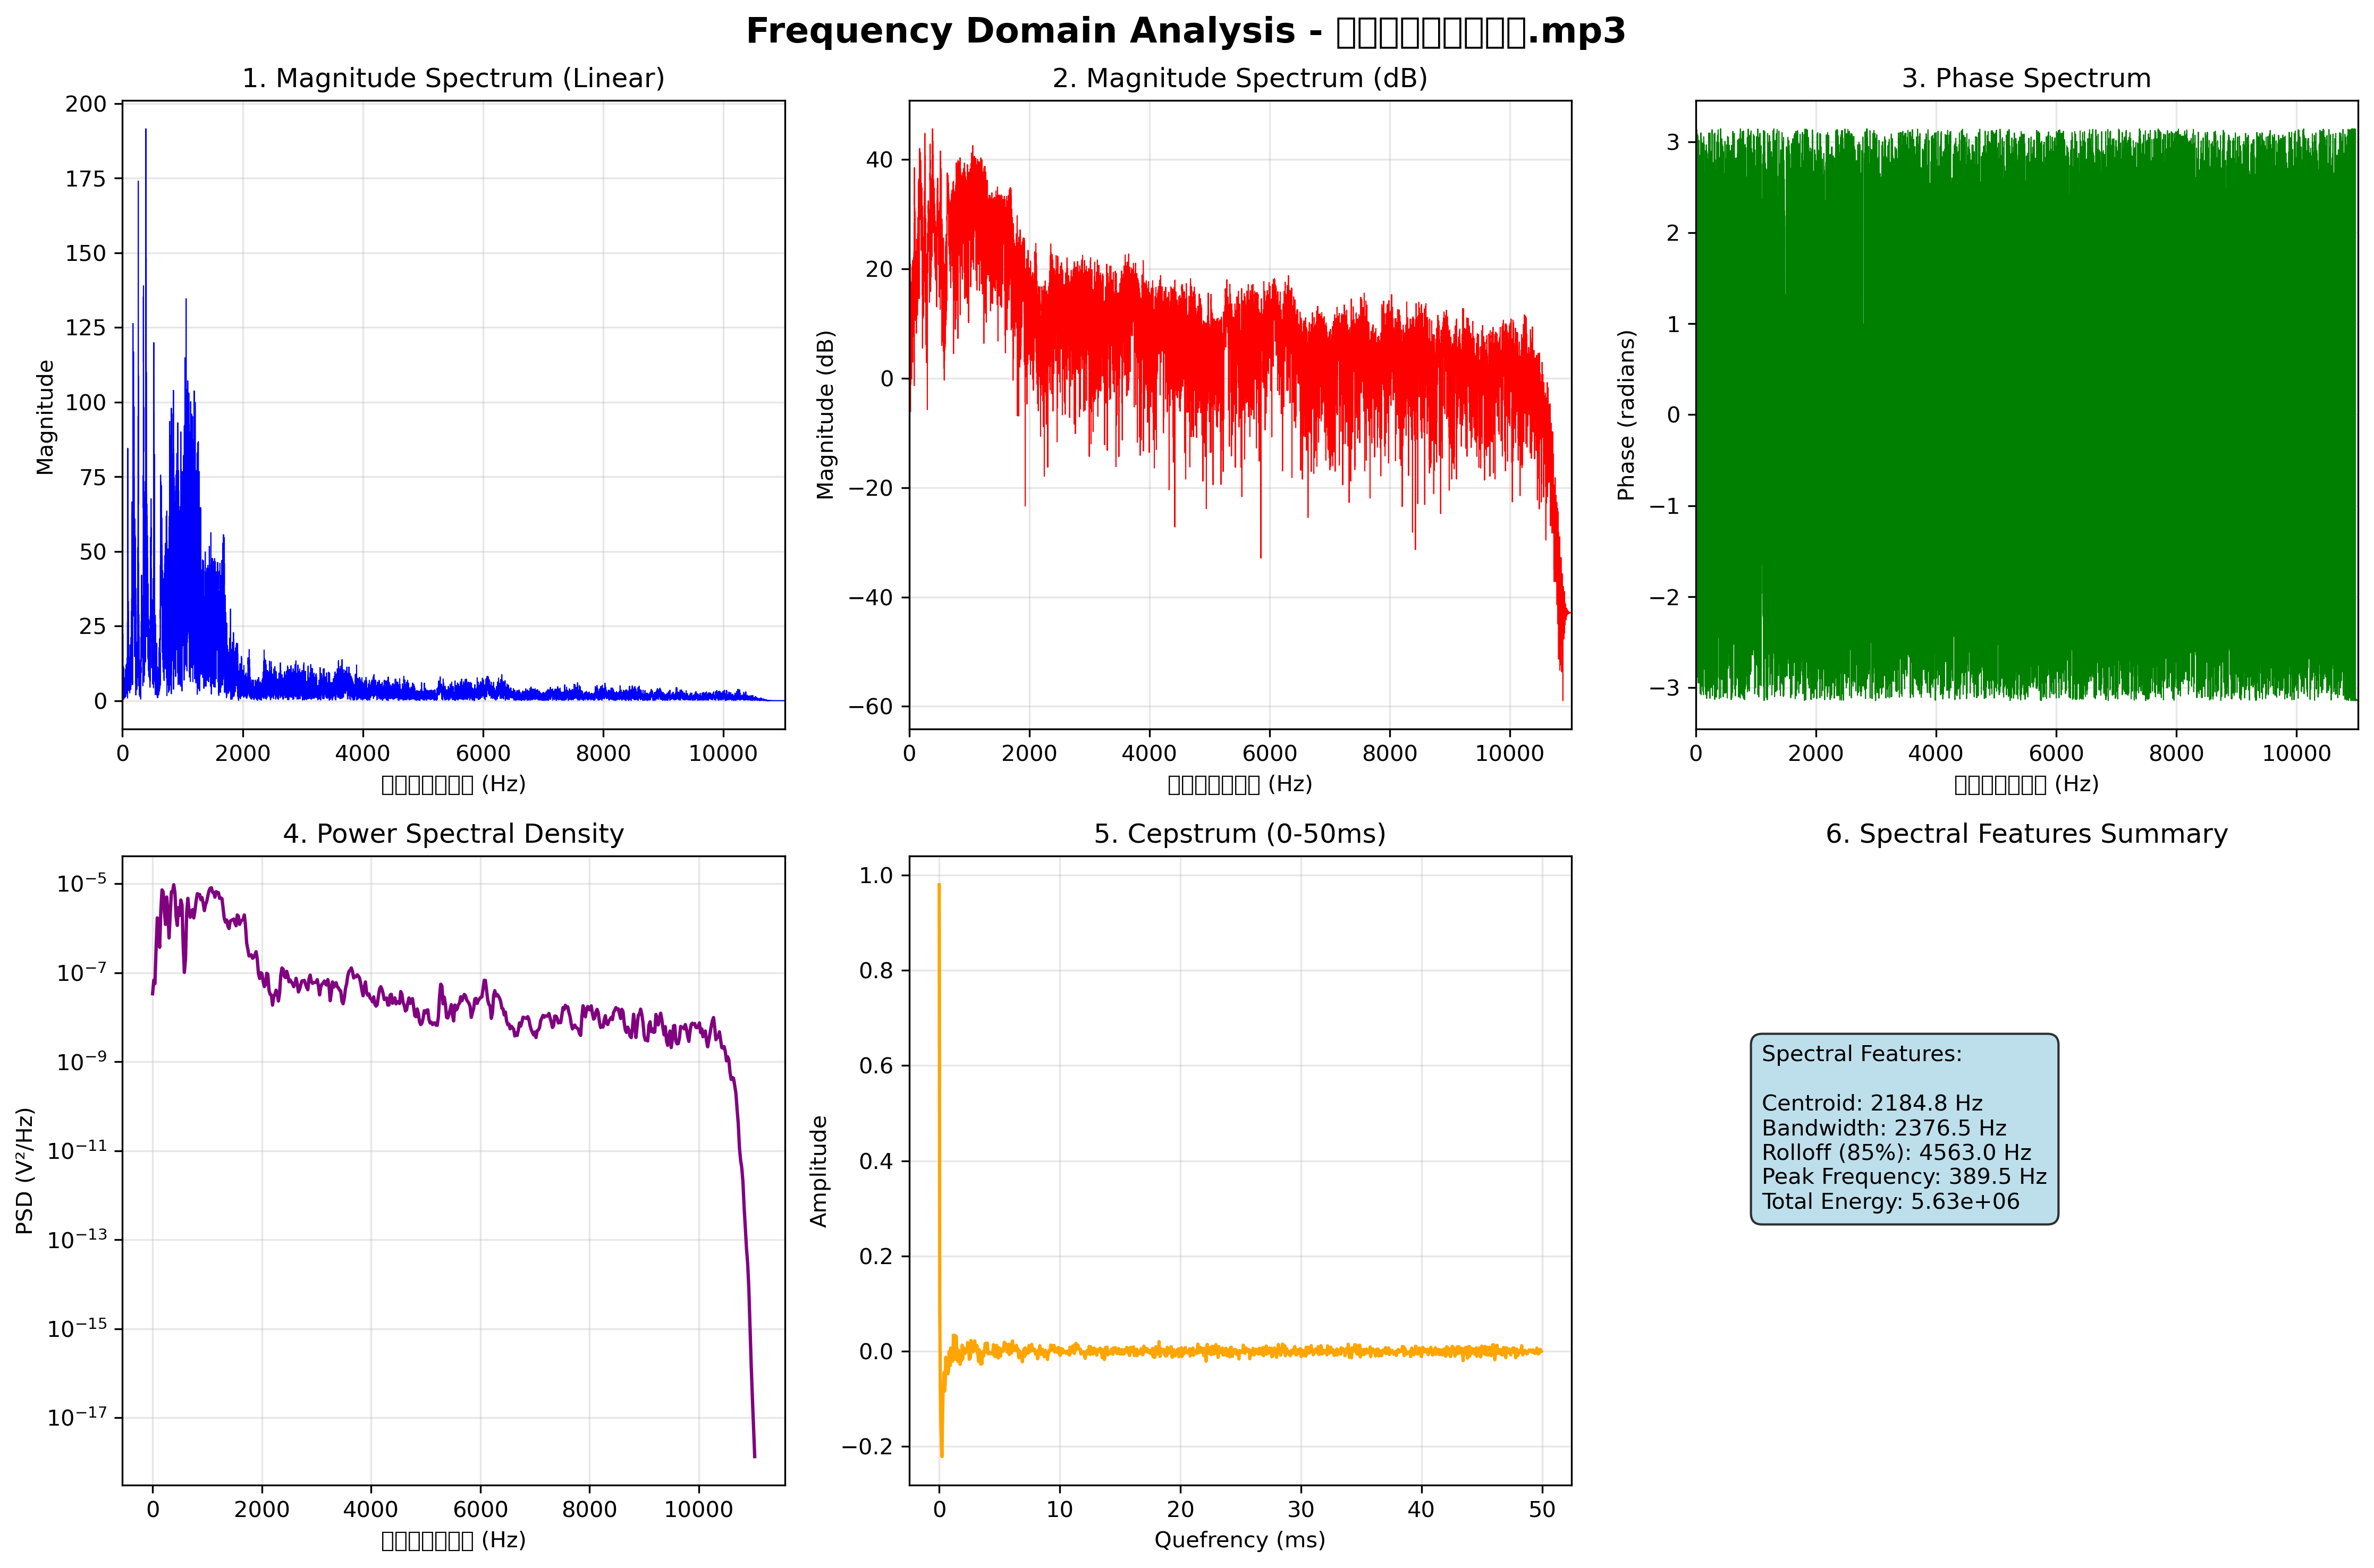 Frequency Domain Analysis - .mp3
1. Magnitude Spectrum (Linear)
Magnitude
200
175
150
125
100
75
50
25
0
0 2000 4000 6000 8000 10000
(Hz)
2. Magnitude Spectrum (dB)
Magnitude (dB)
40
20
0
−20
−40
−60
0 2000 4000 6000 8000 10000
(Hz)
3. Phase Spectrum
Phase (radians)
3
2
1
0
−1
−2
−3
0 2000 4000 6000 8000 10000
(Hz)
4. Power Spectral Density
PSD (V²/Hz)
10⁻⁵
10⁻⁷
10⁻⁹
10⁻¹¹
10⁻¹³
10⁻¹⁵
10⁻¹⁷
0 2000 4000 6000 8000 10000
(Hz)
5. Cepstrum (0-50ms)
Amplitude
1.0
0.8
0.6
0.4
0.2
0.0
−0.2
0 10 20 30 40 50
Quefrency (ms)
6. Spectral Features Summary
Spectral Features:
Centroid: 2184.8 Hz
Bandwidth: 2376.5 Hz
Rolloff (85%): 4563.0 Hz
Peak Frequency: 389.5 Hz
Total Energy: 5.63e+06